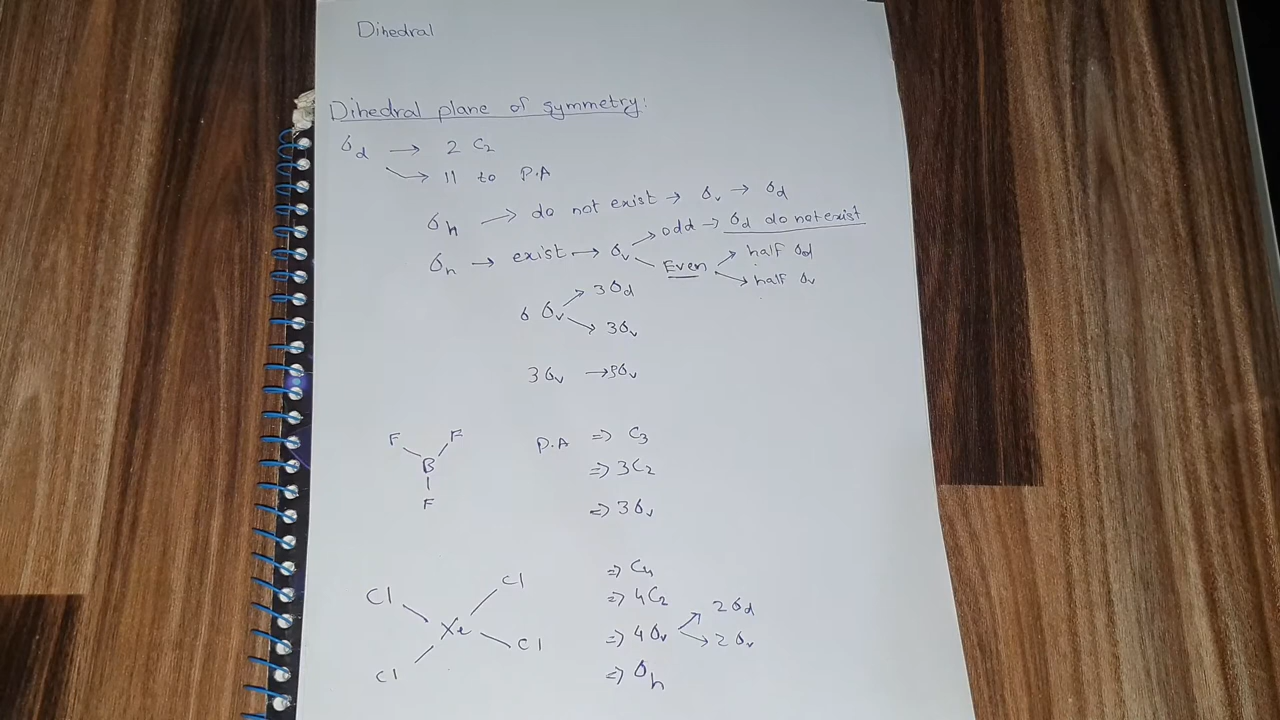 Dihedral
Dihedral plane of symmetry:
σd → 2 C2
→ 11 to P.A
σh → do not exist → σv → σd
σh → exist → σv → odd → σd do not exist
→ Even → half σd
→ half σv
6 σv → 3σd
→ 3σv
3σv → 3σv
F F
B
F
P.A ⇒ C3
⇒ 3C2
⇒ 3σv
Cl Cl
Xe
Cl Cl
⇒ C4
⇒ 4C2
⇒ 4σv → 2σd
→ 2σv
⇒ σh